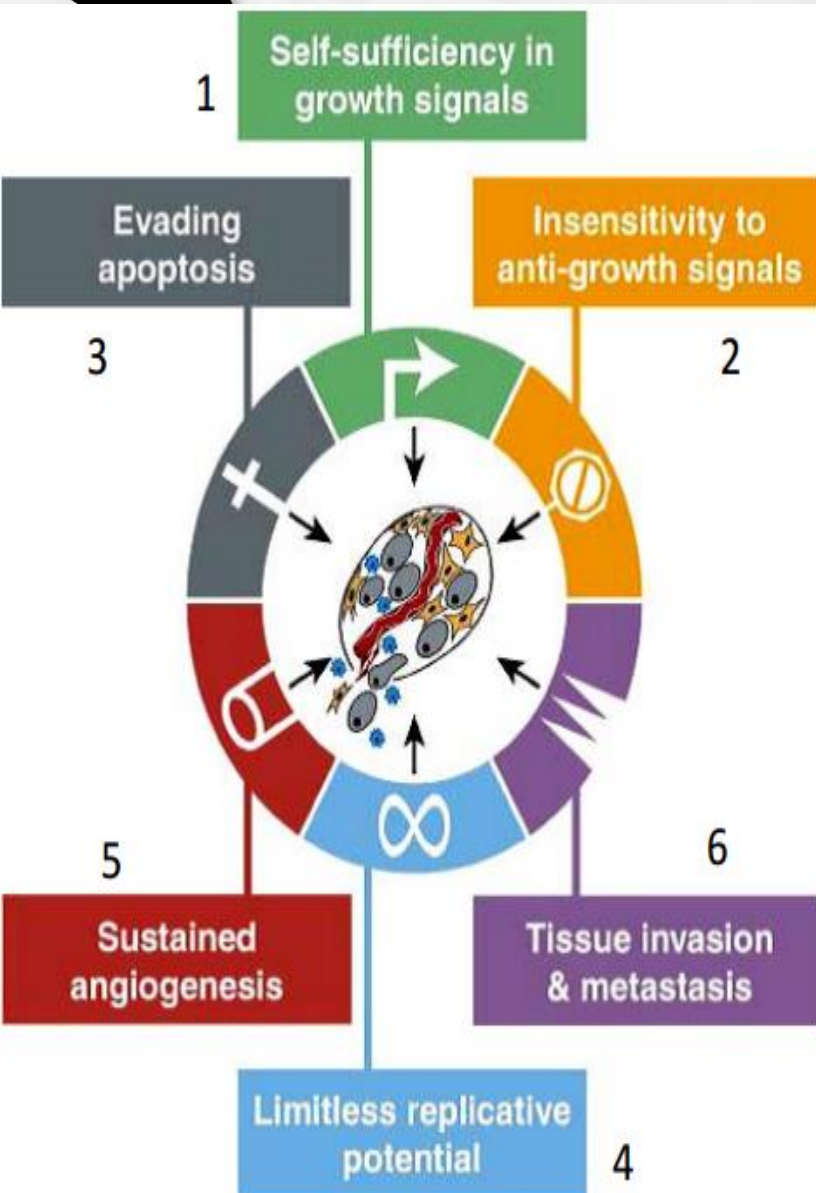 Self-sufficiency in
growth signals
1
Evading
apoptosis
Insensitivity to
anti-growth signals
3
2
5
6
Sustained
angiogenesis
Tissue invasion
& metastasis
Limitless replicative
potential
4